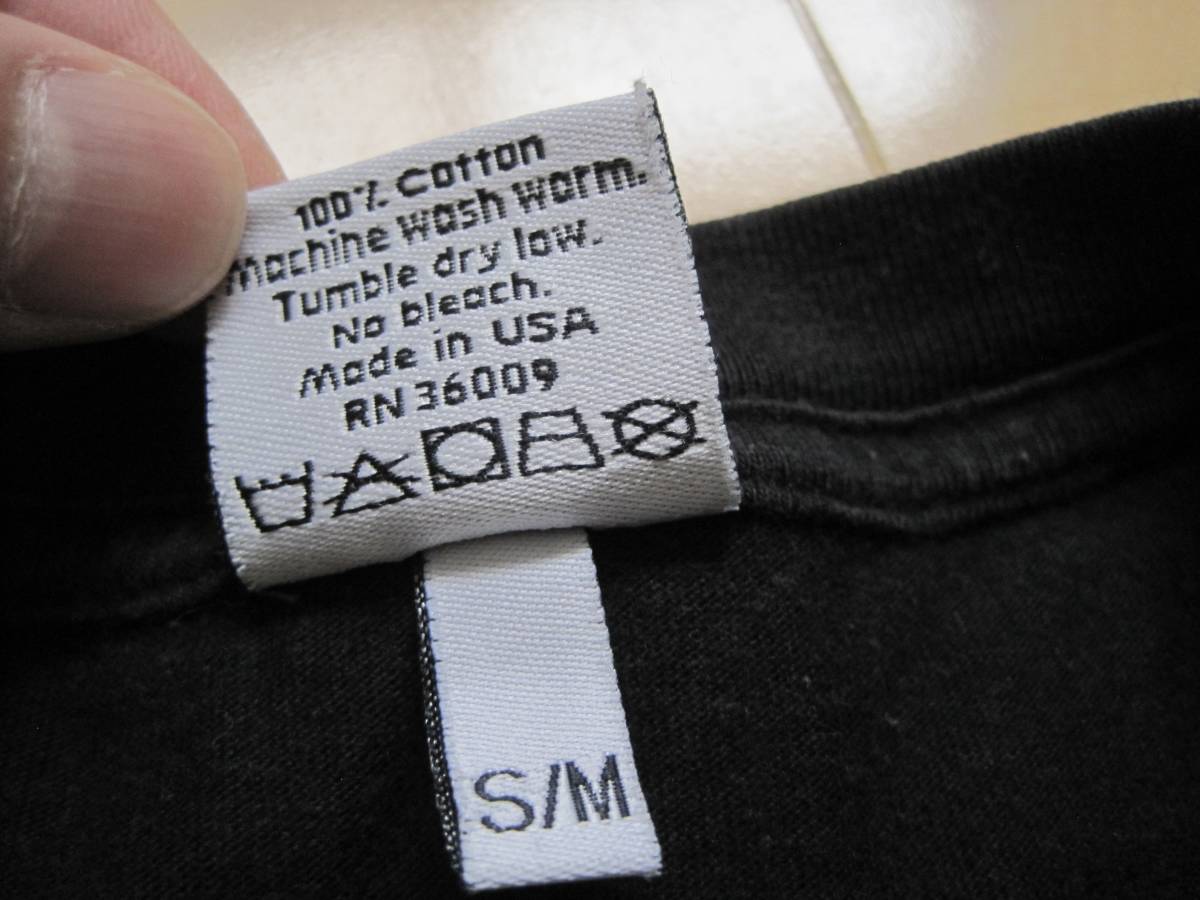 100% Cotton
Machine wash warm.
Tumble dry low.
No bleach.
Made in USA
RN 36009
S/M